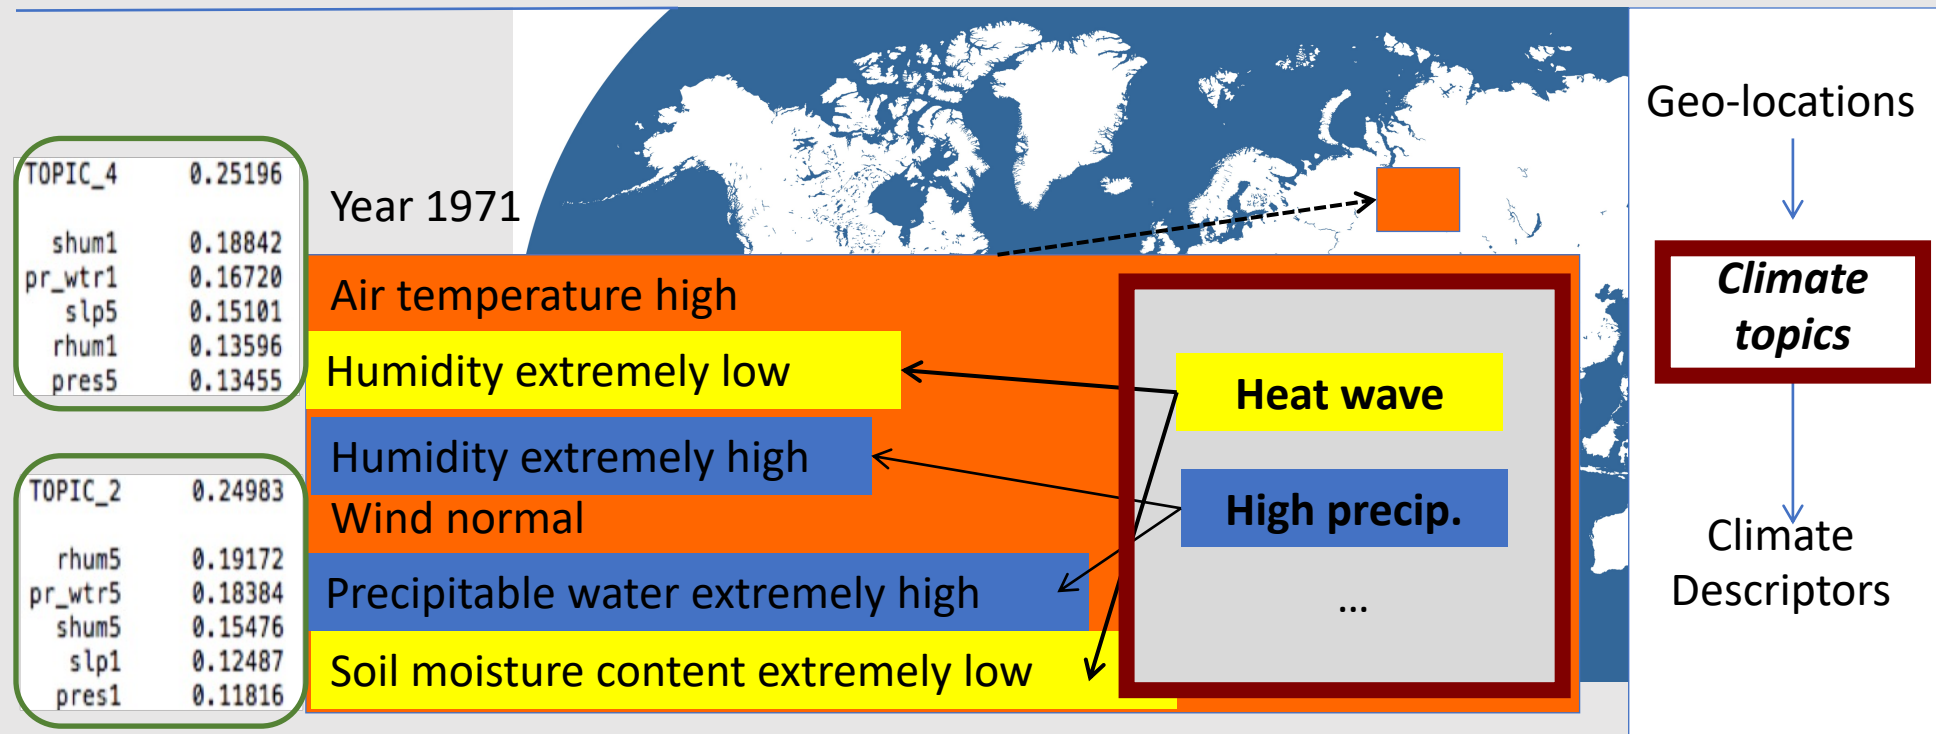 TOPIC_4 0.25196
shum1 0.18842
pr_wtr1 0.16720
slp5 0.15101
rhum1 0.13596
pres5 0.13455
TOPIC_2 0.24983
rhum5 0.19172
pr_wtr5 0.18384
shum5 0.15476
slp1 0.12487
pres1 0.11816
Year 1971
Air temperature high
Humidity extremely low
Humidity extremely high
Wind normal
Precipitable water extremely high
Soil moisture content extremely low
Heat wave
High precip.
...
Geo-locations
Climate
topics
Climate
Descriptors